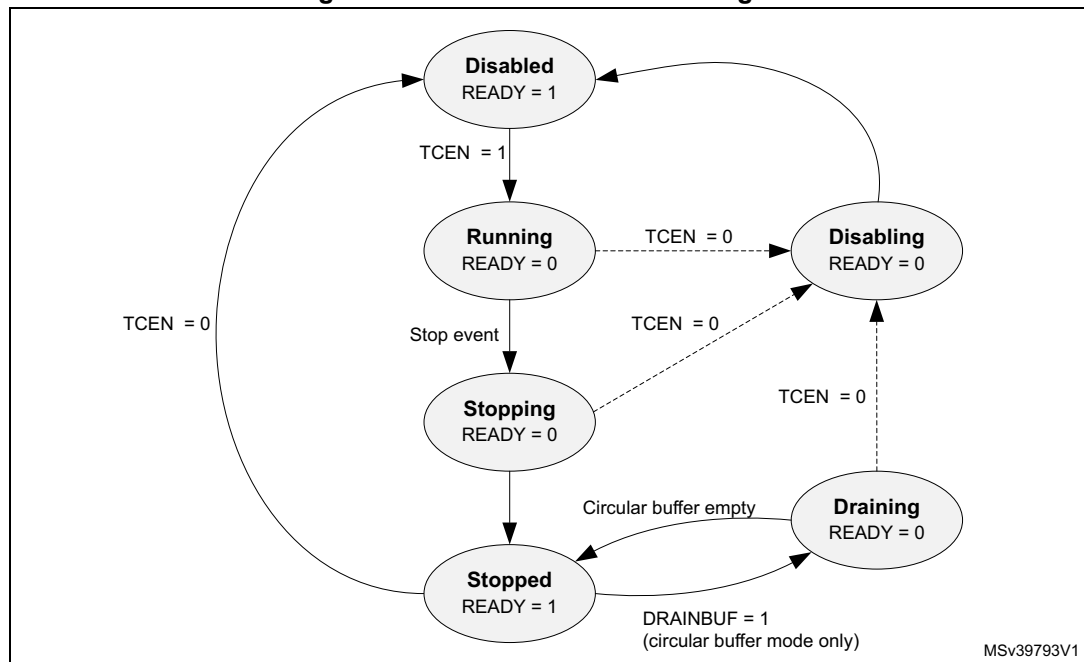 Disabled
READY = 1
TCEN = 1
Running
READY = 0
TCEN = 0
Disabling
READY = 0
TCEN = 0
Stop event
TCEN = 0
Stopping
READY = 0
TCEN = 0
Circular buffer empty
Draining
READY = 0
Stopped
READY = 1
DRAINBUF = 1
(circular buffer mode only)
MSv39793V1